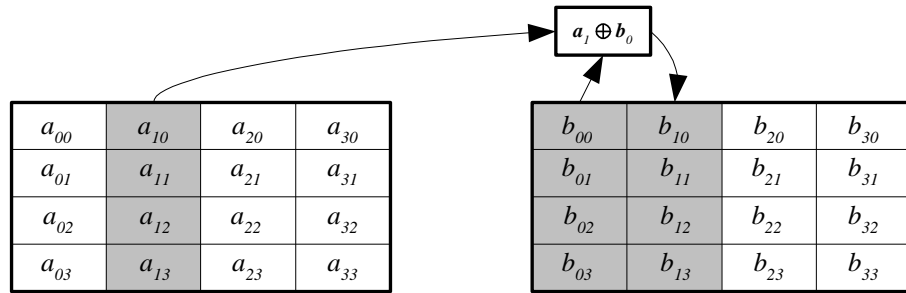 a₁ ⊕ b₀
a₀₀ a₁₀ a₂₀ a₃₀ b₀₀ b₁₀ b₂₀ b₃₀
a₀₁ a₁₁ a₂₁ a₃₁ b₀₁ b₁₁ b₂₁ b₃₁
a₀₂ a₁₂ a₂₂ a₃₂ b₀₂ b₁₂ b₂₂ b₃₂
a₀₃ a₁₃ a₂₃ a₃₃ b₀₃ b₁₃ b₂₃ b₃₃